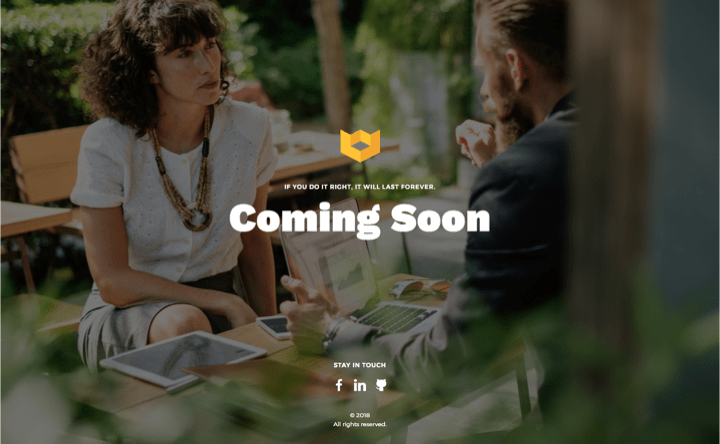 IF YOU DO IT RIGHT, IT WILL LAST FOREVER.
Coming Soon
STAY IN TOUCH
© 2018
All rights reserved.